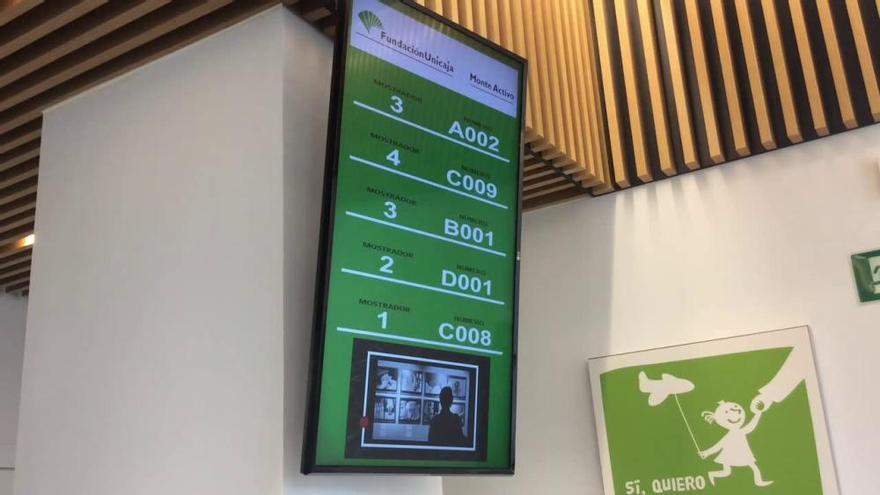 FundaciónUnicaja Monte Activo
MOSTRADOR NÚMERO
3 A002
MOSTRADOR NÚMERO
4 C009
MOSTRADOR NÚMERO
3 B001
MOSTRADOR NÚMERO
2 D001
MOSTRADOR NÚMERO
1 C008
SÍ, QUIERO